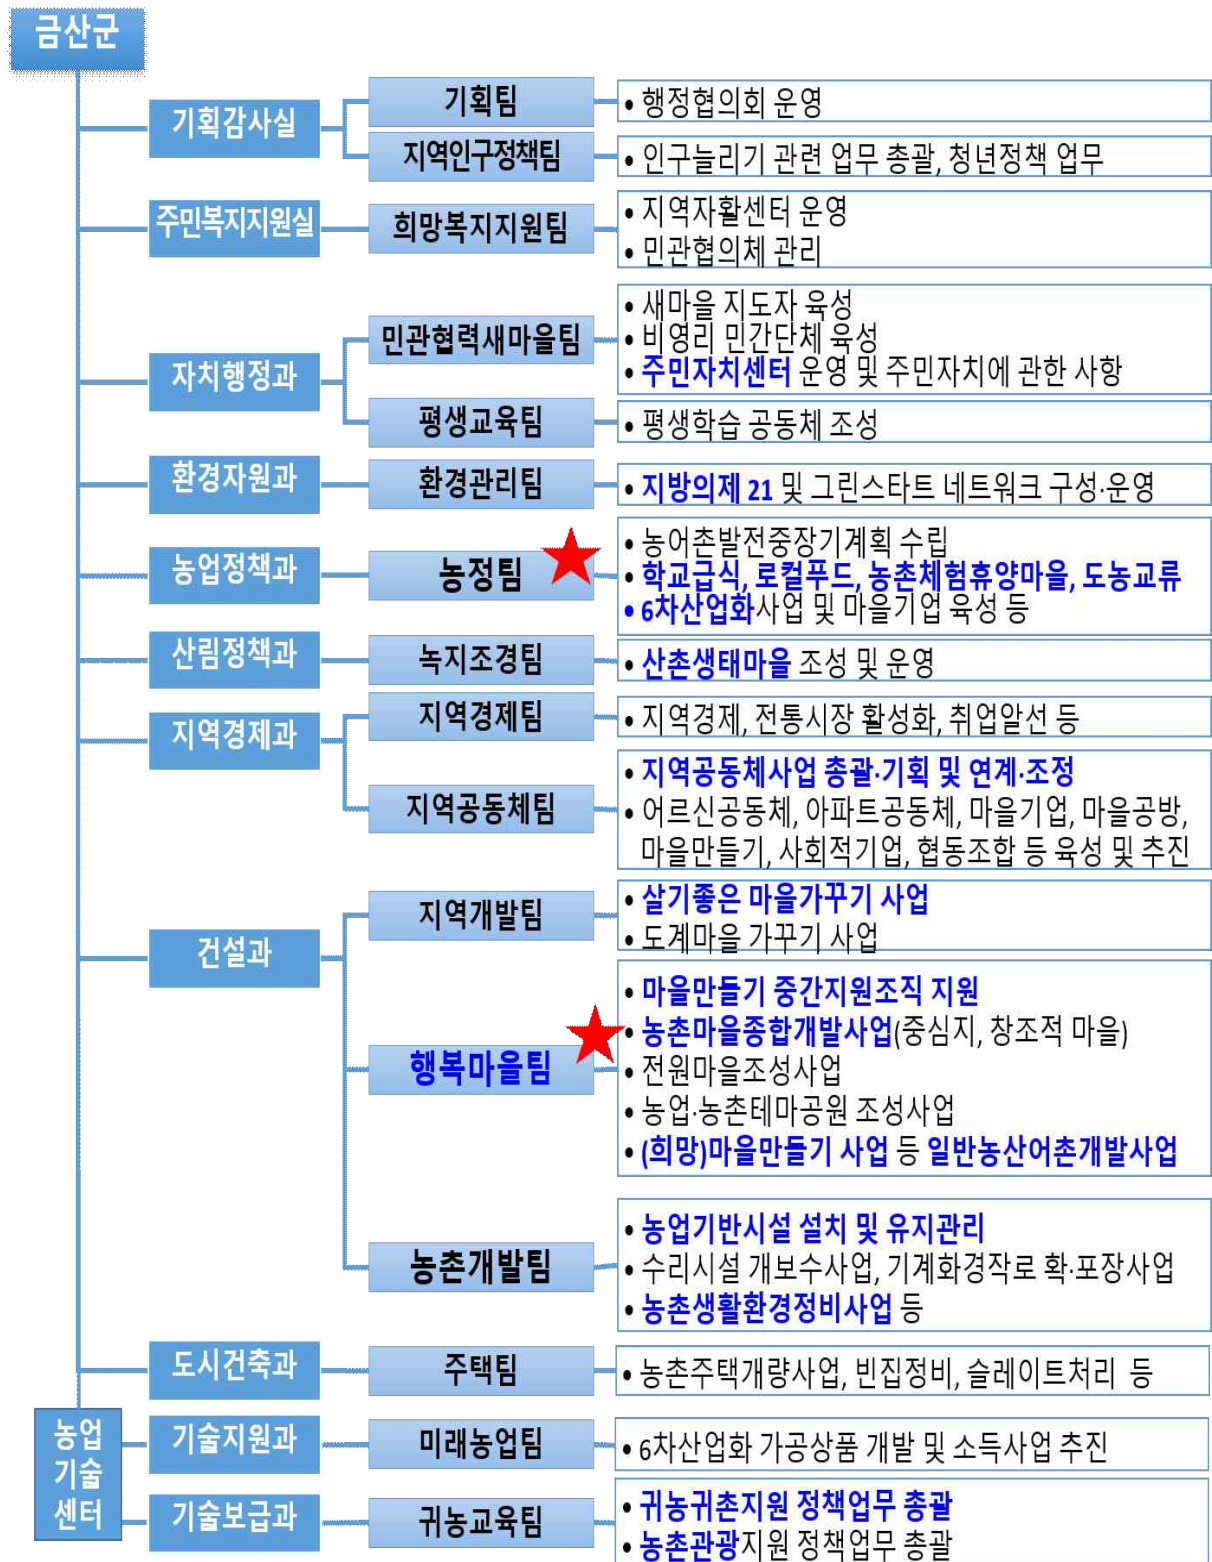 금산군
기획감사실
기획팀
• 행정협의회 운영
지역인구정책팀
• 인구늘리기 관련 업무 총괄, 청년정책 업무
주민복지지원실
희망복지지원팀
• 지역자활센터 운영
• 민관협의체 관리
자치행정과
민관협력새마을팀
• 새마을 지도자 육성
• 비영리 민간단체 육성
• 주민자치센터 운영 및 주민자치에 관한 사항
평생교육팀
• 평생학습 공동체 조성
환경자원과
환경관리팀
• 지방의제 21 및 그린스타트 네트워크 구성·운영
농업정책과
농정팀
• 농어촌발전중장기계획 수립
• 학교급식, 로컬푸드, 농촌체험휴양마을, 도농교류
• 6차산업화사업 및 마을기업 육성 등
산림정책과
녹지조경팀
• 산촌생태마을 조성 및 운영
지역경제과
지역경제팀
• 지역경제, 전통시장 활성화, 취업알선 등
지역공동체팀
• 지역공동체사업 총괄·기획 및 연계·조정
• 어르신공동체, 아파트공동체, 마을기업, 마을공방,
마을만들기, 사회적기업, 협동조합 등 육성 및 추진
건설과
지역개발팀
• 살기좋은 마을가꾸기 사업
• 도계마을 가꾸기 사업
행복마을팀
• 마을만들기 중간지원조직 지원
• 농촌마을종합개발사업(중심지, 창조적 마을)
• 전원마을조성사업
• 농업·농촌테마공원 조성사업
• (희망)마을만들기 사업 등 일반농산어촌개발사업
농촌개발팀
• 농업기반시설 설치 및 유지관리
• 수리시설 개보수사업, 기계화경작로 확·포장사업
• 농촌생활환경정비사업 등
도시건축과
주택팀
• 농촌주택개량사업, 빈집정비, 슬레이트처리 등
농업
기술
센터
기술지원과
미래농업팀
• 6차산업화 가공상품 개발 및 소득사업 추진
기술보급과
귀농교육팀
• 귀농귀촌지원 정책업무 총괄
• 농촌관광지원 정책업무 총괄